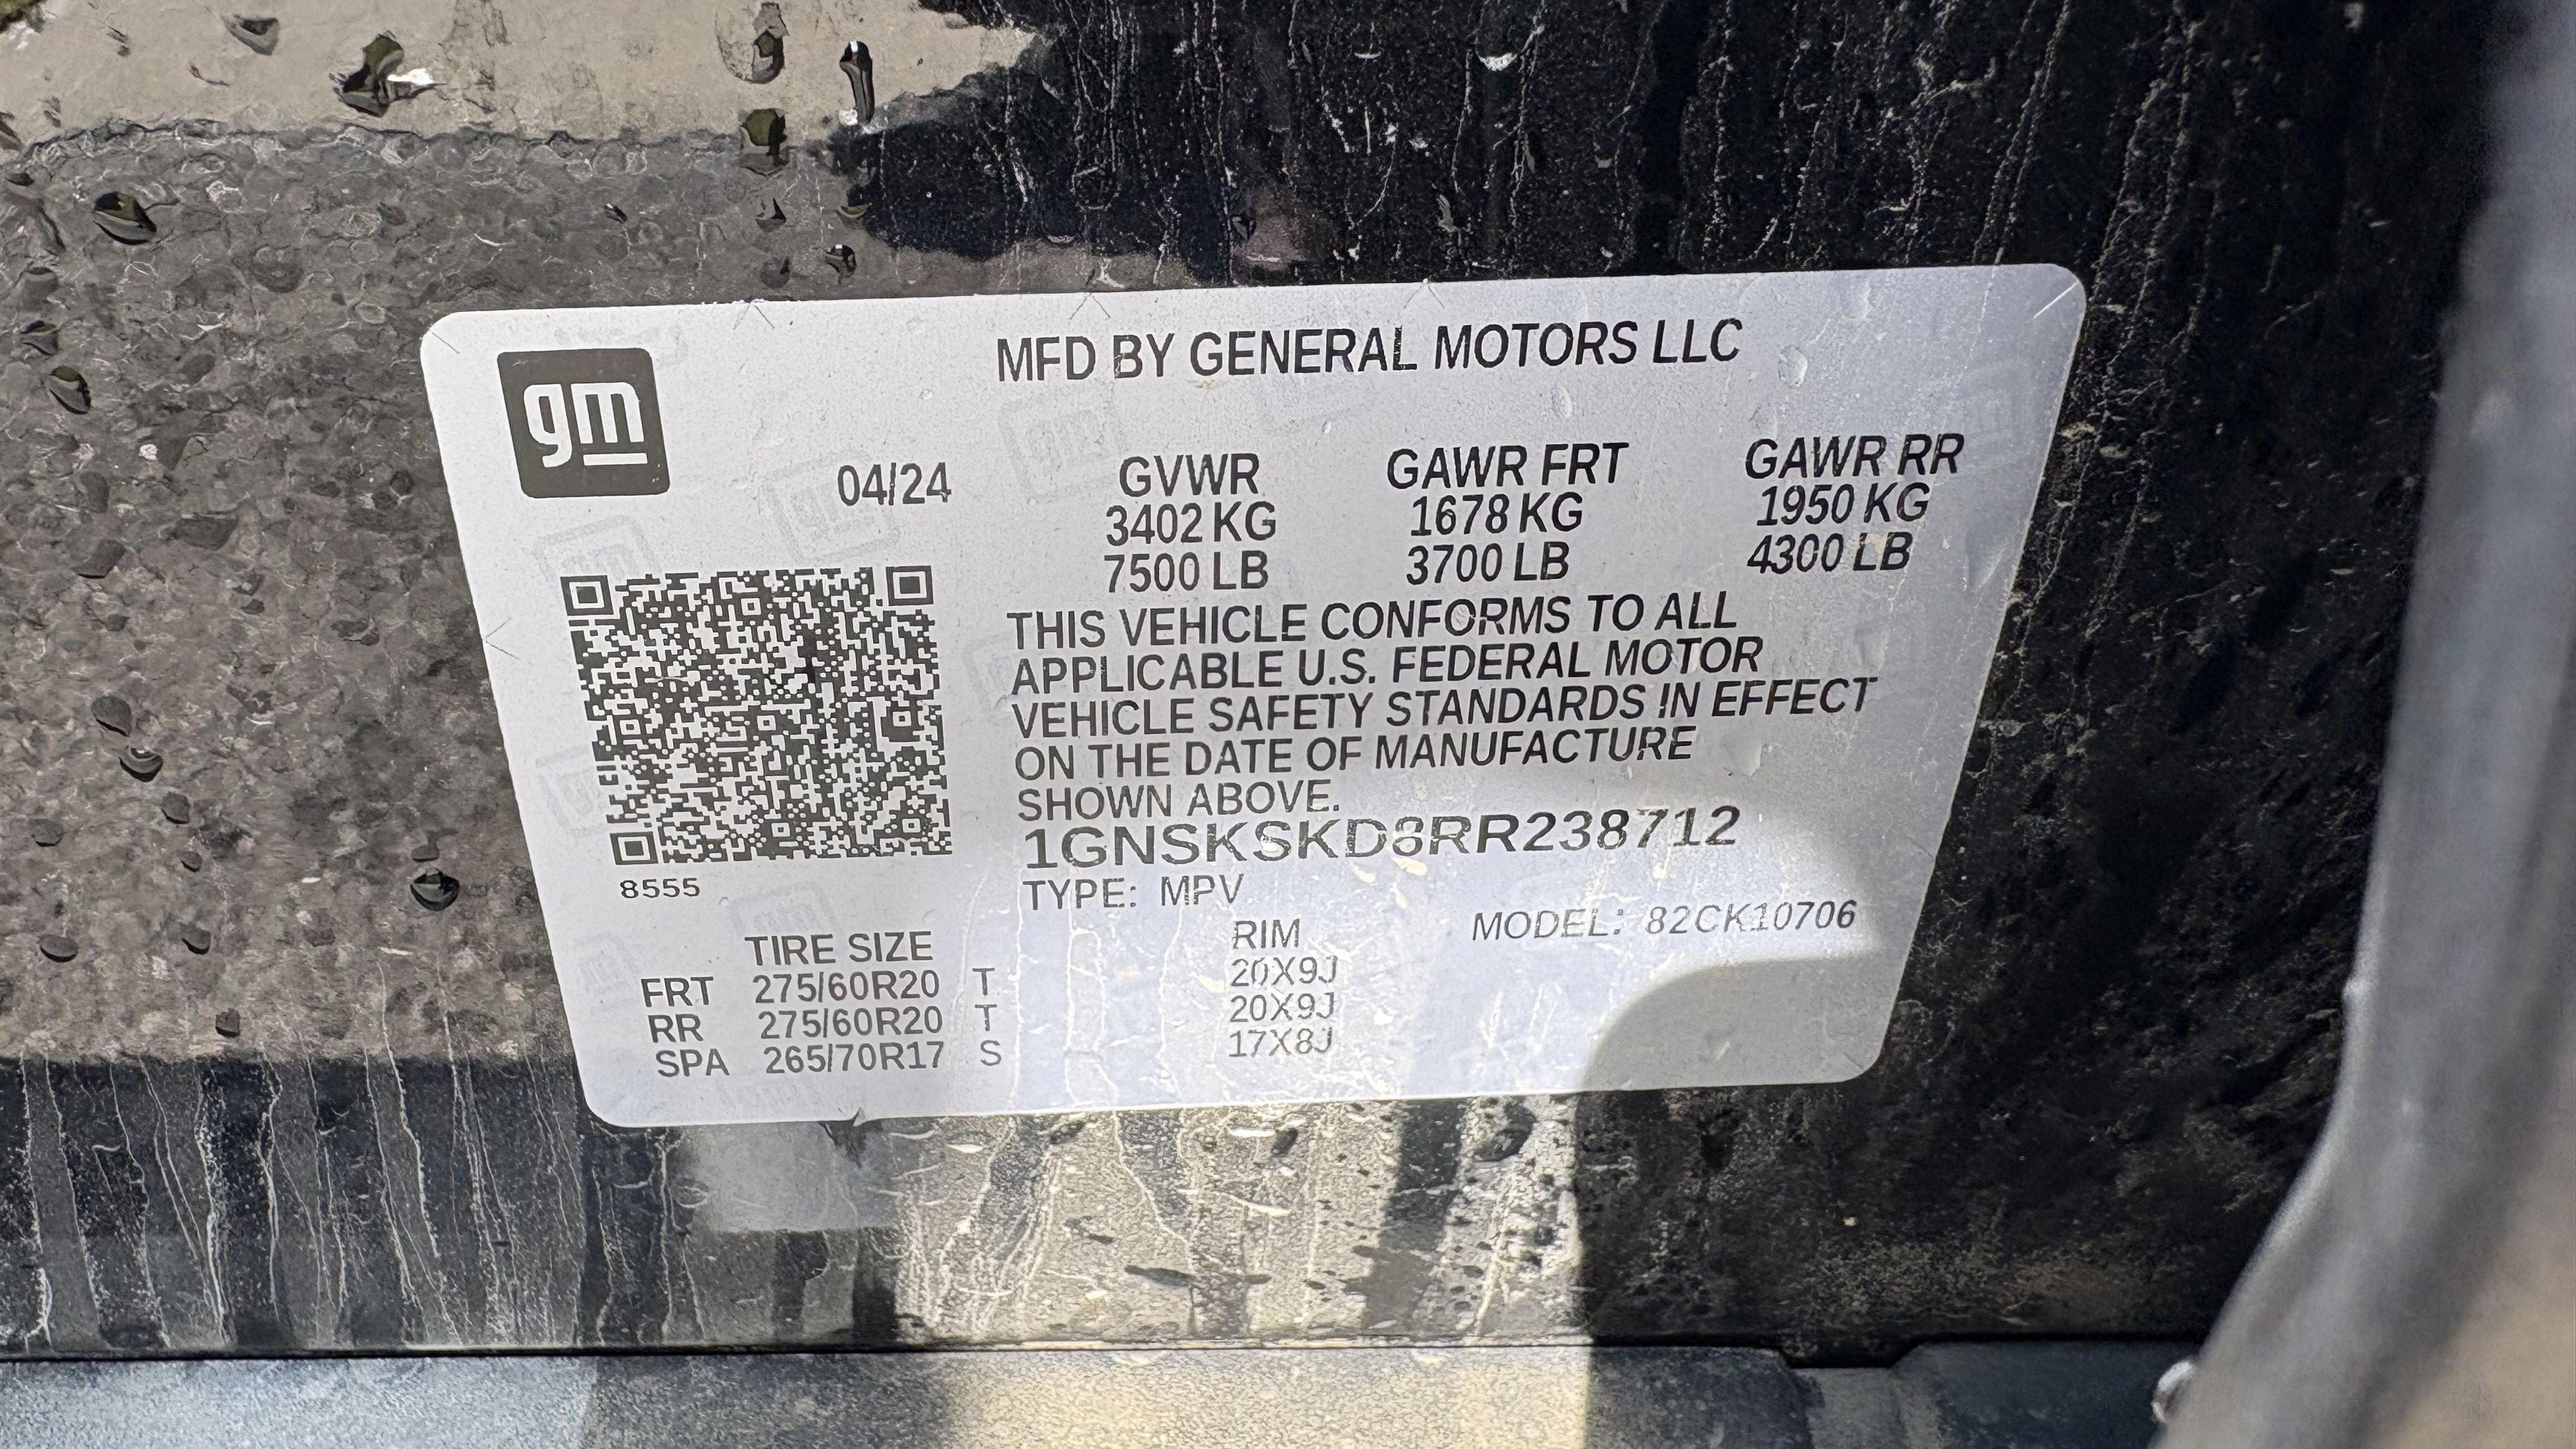 gm
MFD BY GENERAL MOTORS LLC
04/24 GVWR GAWR FRT GAWR RR
3402 KG 1678 KG 1950 KG
7500 LB 3700 LB 4300 LB
THIS VEHICLE CONFORMS TO ALL
APPLICABLE U.S. FEDERAL MOTOR
VEHICLE SAFETY STANDARDS IN EFFECT
ON THE DATE OF MANUFACTURE
SHOWN ABOVE.
1GNSKSKD8RR238712
8555
TYPE: MPV
MODEL: 82CK10706
TIRE SIZE RIM
FRT 275/60R20 T 20X9J
RR 275/60R20 T 20X9J
SPA 265/70R17 S 17X8J